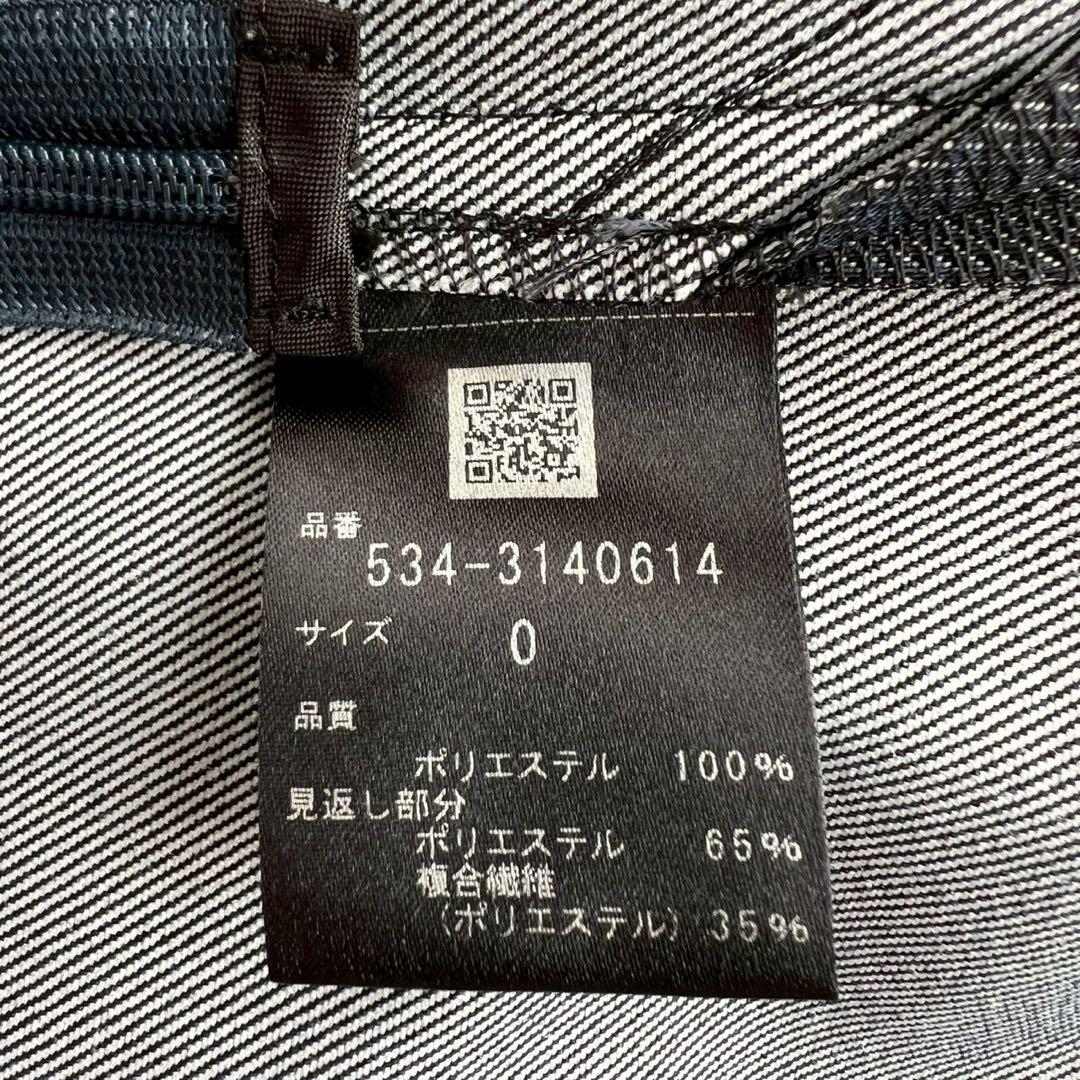 品番
534-3140614
サイズ 0
品質
ポリエステル 100%
見返し部分
ポリエステル 65%
複合繊維
(ポリエステル) 35%